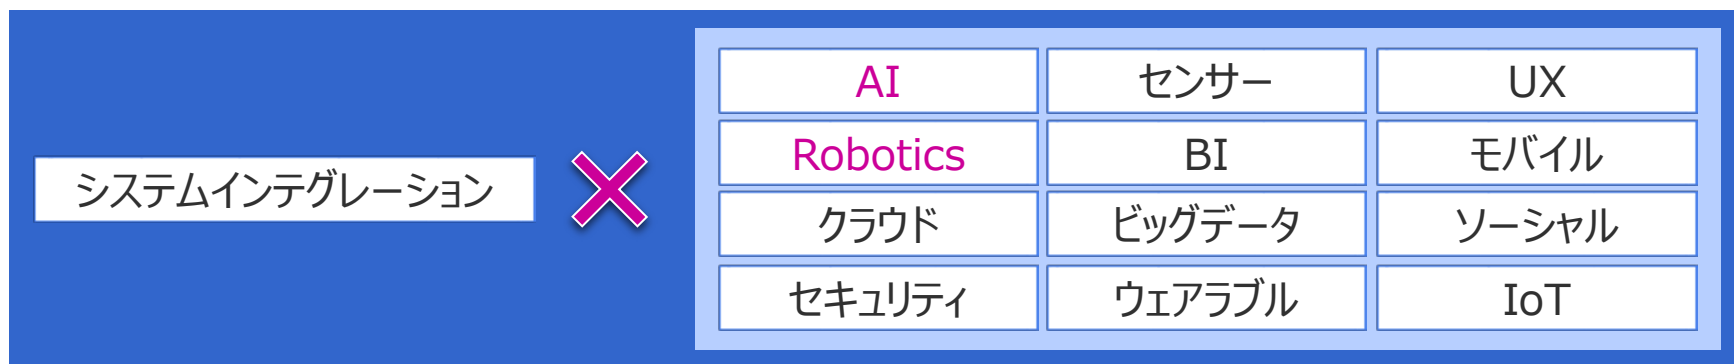 システムインテグレーション
AI
センサー
UX
Robotics
BI
モバイル
クラウド
ビッグデータ
ソーシャル
セキュリティ
ウェアラブル
IoT